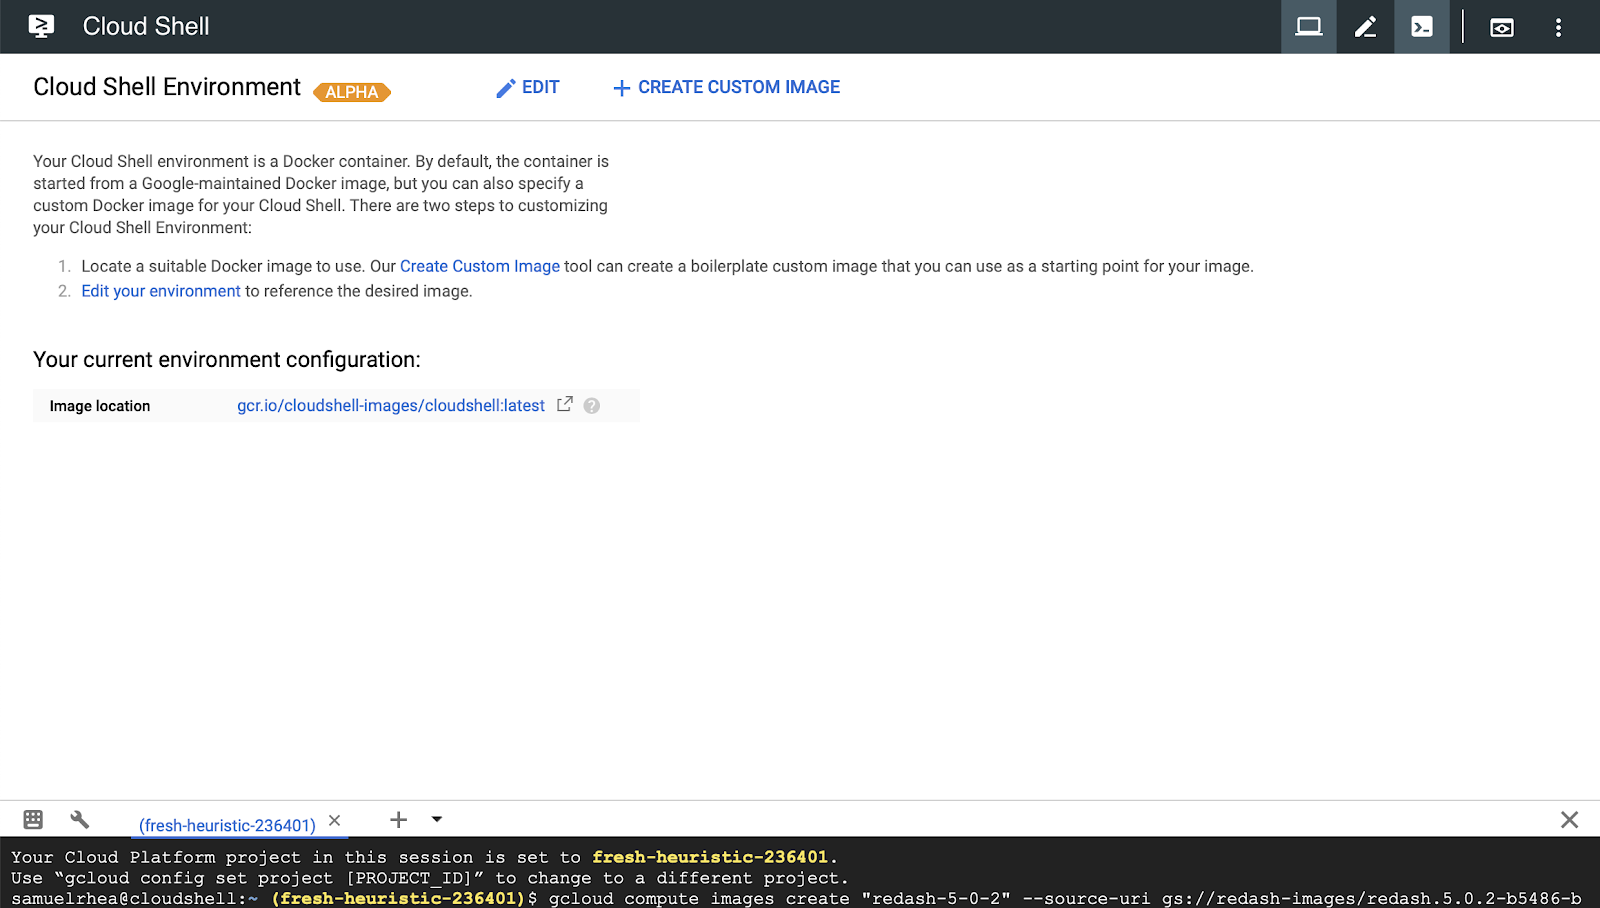 Cloud Shell
Cloud Shell Environment ALPHA EDIT + CREATE CUSTOM IMAGE
Your Cloud Shell environment is a Docker container. By default, the container is
started from a Google-maintained Docker image, but you can also specify a
custom Docker image for your Cloud Shell. There are two steps to customizing
your Cloud Shell Environment:
1. Locate a suitable Docker image to use. Our Create Custom Image tool can create a boilerplate custom image that you can use as a starting point for your image.
2. Edit your environment to reference the desired image.
Your current environment configuration:
Image location gcr.io/cloudshell-images/cloudshell:latest
(fresh-heuristic-236401)
Your Cloud Platform project in this session is set to fresh-heuristic-236401.
Use “gcloud config set project [PROJECT_ID]” to change to a different project.
samuelrhea@cloudshell:~ (fresh-heuristic-236401)$ gcloud compute images create "redash-5-0-2" --source-uri gs://redash-images/redash.5.0.2-b5486-b